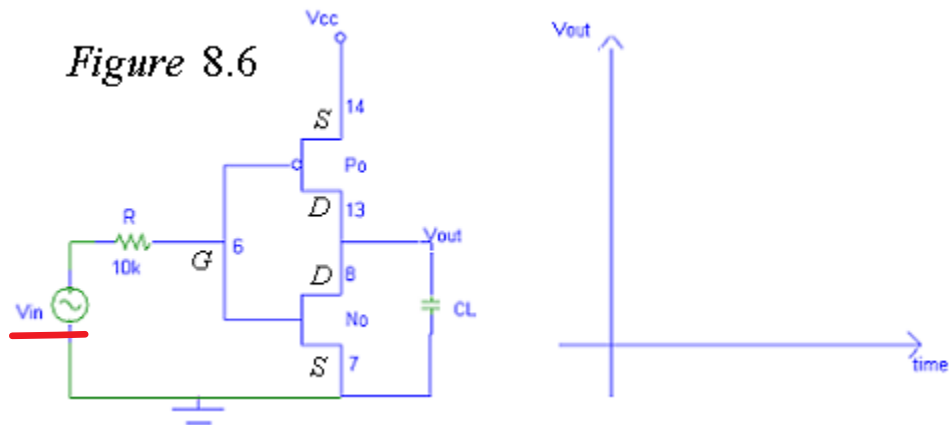 Vcc
Figure 8.6
Vout
S
14
Po
D
13
R
Vout
6
G
10k
D
8
Vin
No
CL
S
7
time